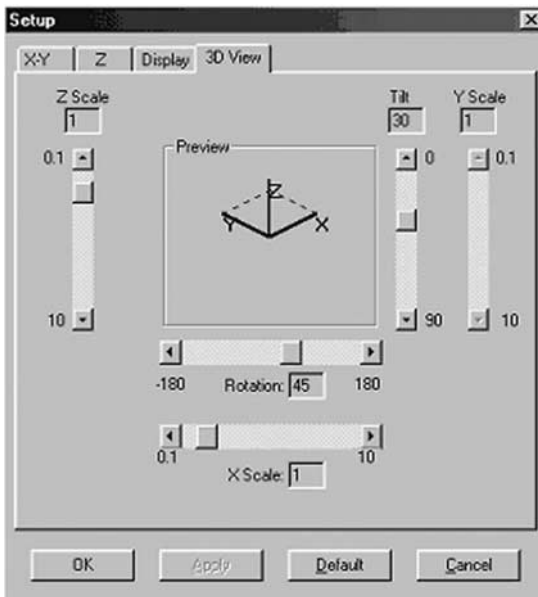 Setup
X-Y Z Display 3D View
Z Scale Tilt Y Scale
1 30 1
Preview
0.1 0 0.1
Z
Y X
10 90 10
-180 Rotation: 45 180
0.1 10
X Scale: 1
OK Apply Default Cancel